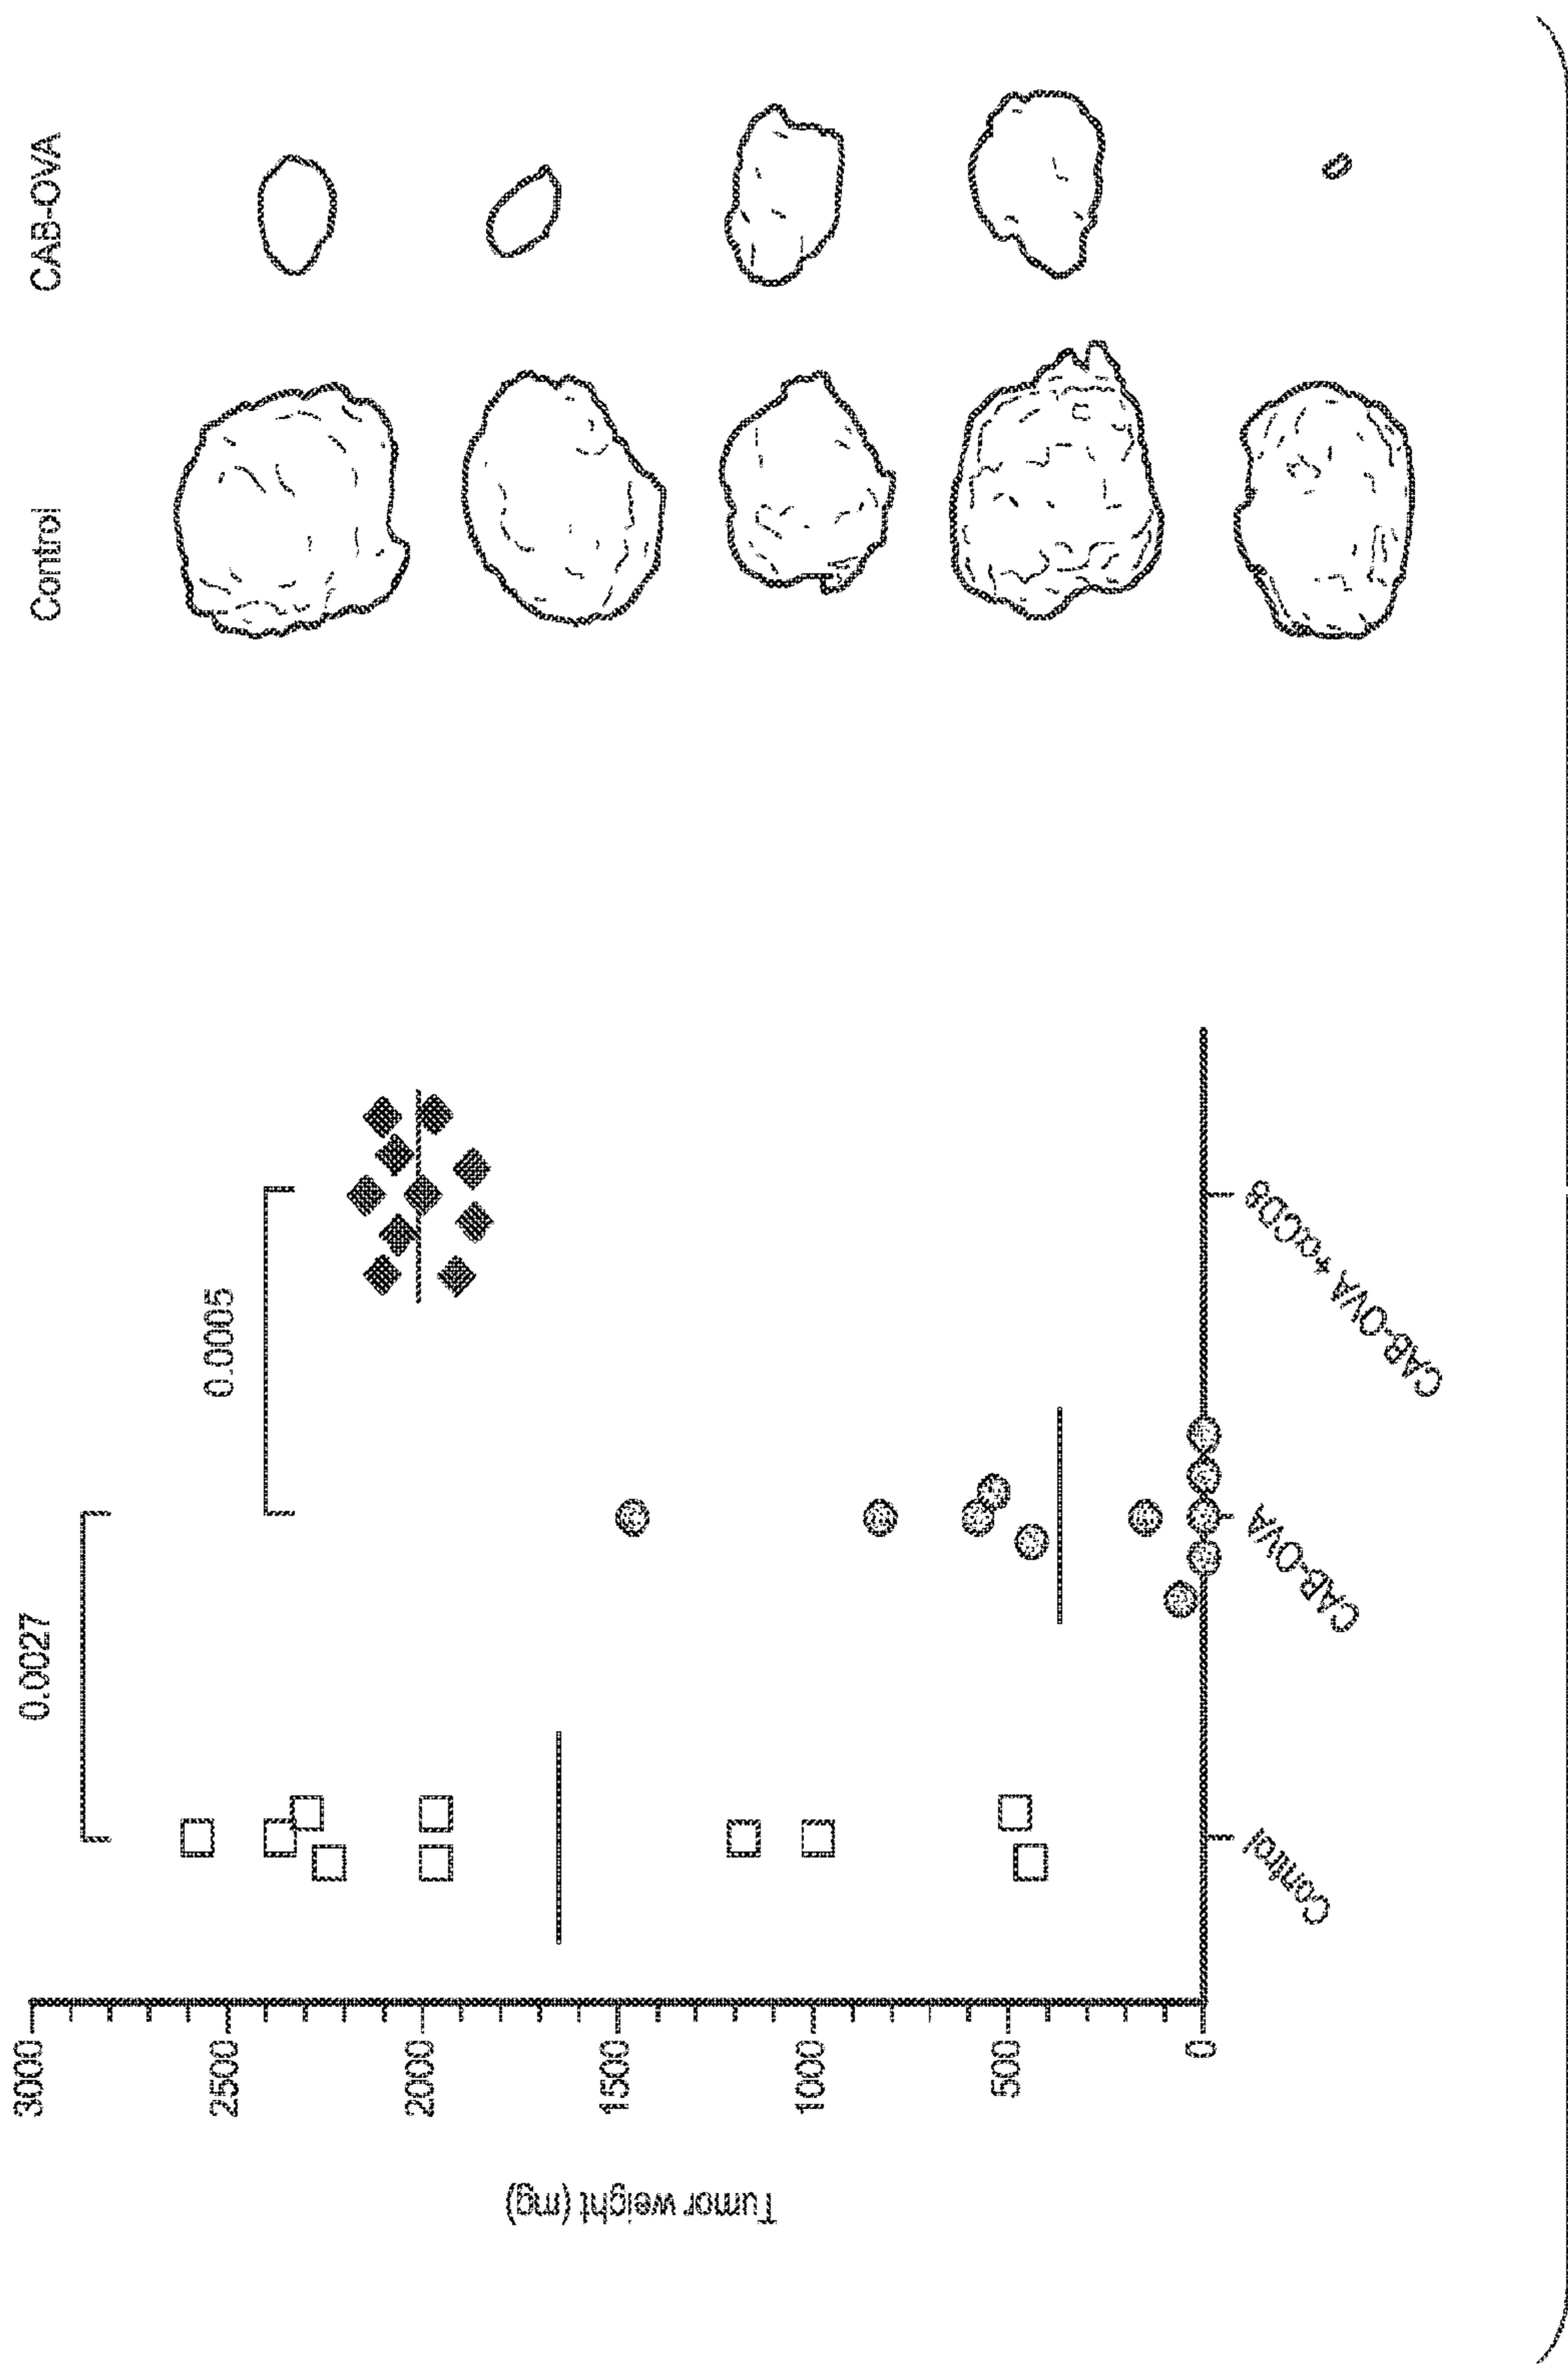 Tumor weight (mg)
3000
2500
2000
1500
1000
500
0
0.0027
0.0005
Control
CAB-OVA
CAB-OVA +αCD8
Control
CAB-OVA